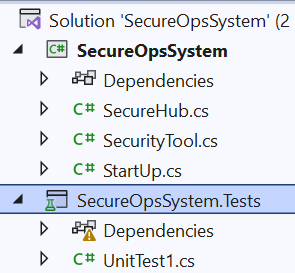 Solution 'SecureOpsSystem' (2
C# SecureOpsSystem
Dependencies
C# SecureHub.cs
C# SecurityTool.cs
C# StartUp.cs
SecureOpsSystem.Tests
Dependencies
C# UnitTest1.cs